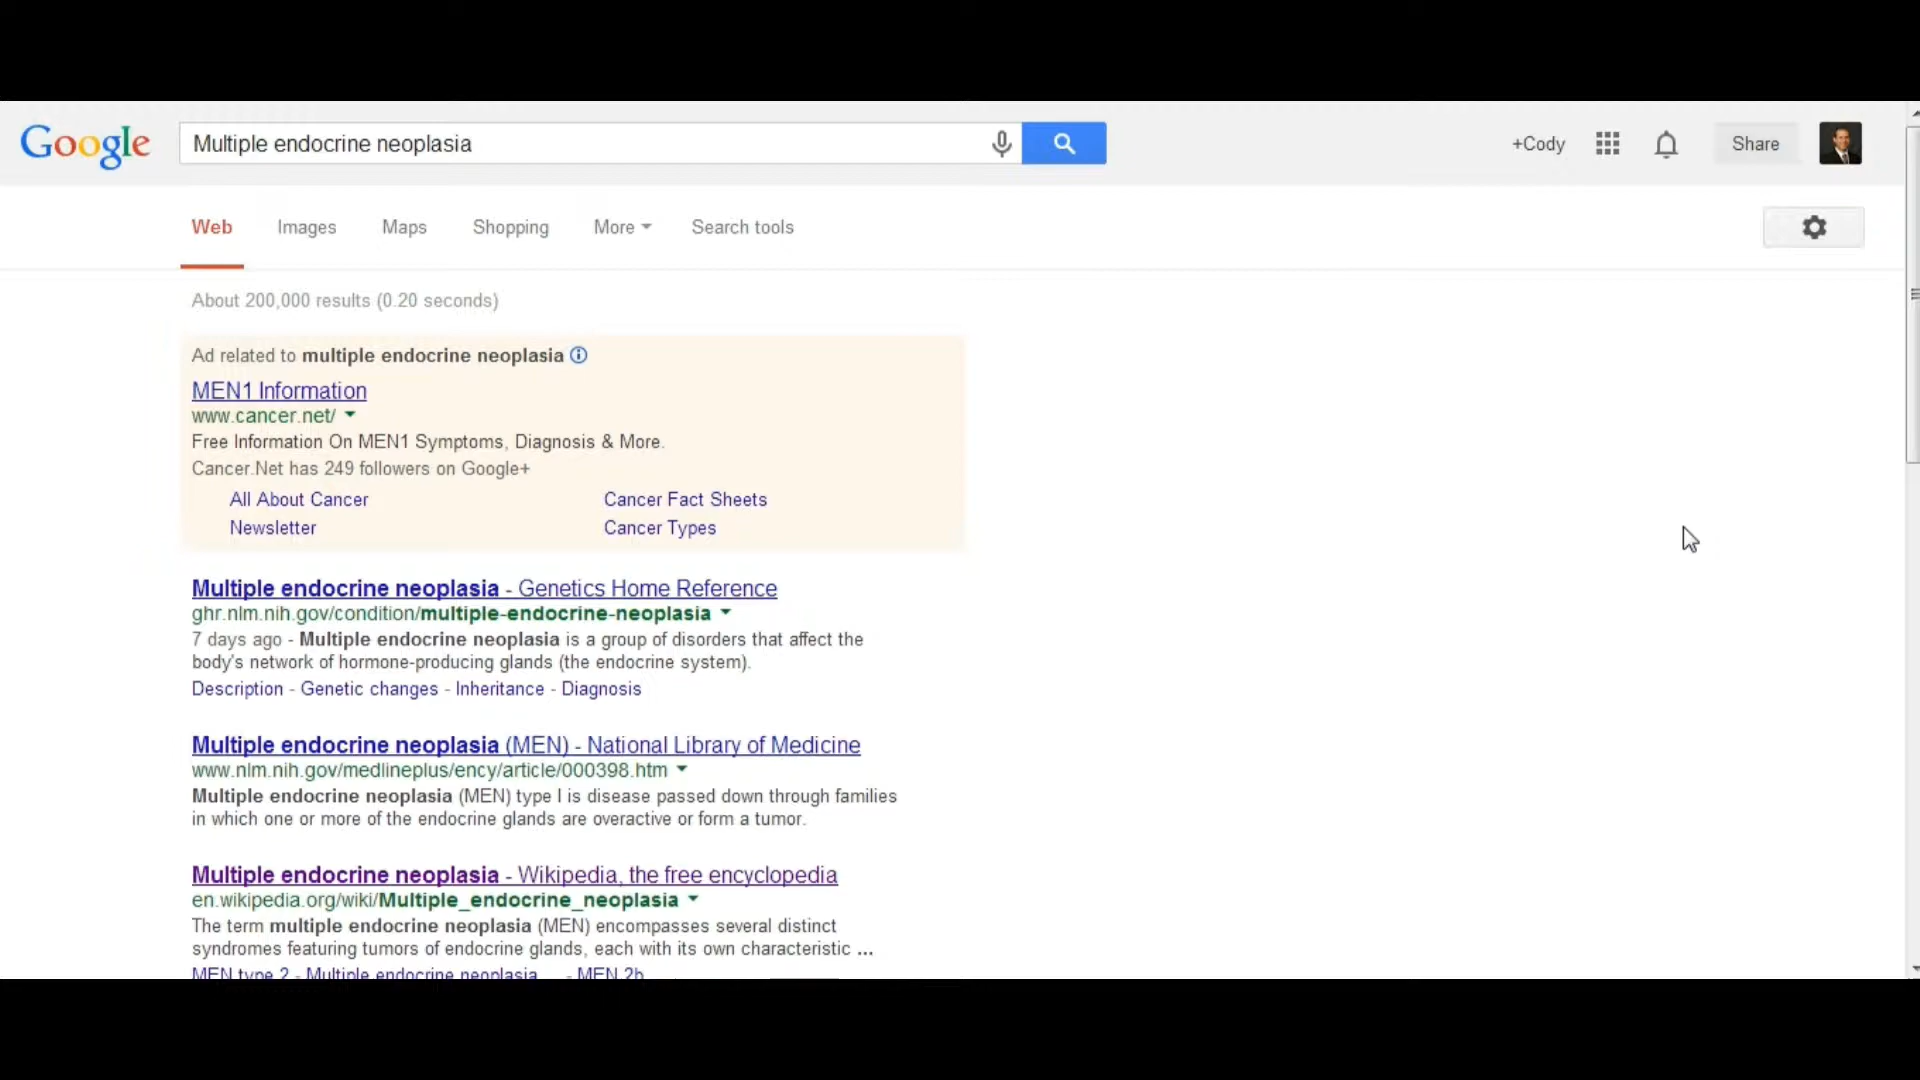 Google
Multiple endocrine neoplasia
+Cody
Share
Web Images Maps Shopping More Search tools
About 200,000 results (0.20 seconds)
Ad related to multiple endocrine neoplasia
MEN1 Information
www.cancer.net/
Free Information On MEN1 Symptoms, Diagnosis & More.
Cancer.Net has 249 followers on Google+
All About Cancer Cancer Fact Sheets
Newsletter Cancer Types
Multiple endocrine neoplasia - Genetics Home Reference
ghr.nlm.nih.gov/condition/multiple-endocrine-neoplasia
7 days ago - Multiple endocrine neoplasia is a group of disorders that affect the
body's network of hormone-producing glands (the endocrine system).
Description - Genetic changes - Inheritance - Diagnosis
Multiple endocrine neoplasia (MEN) - National Library of Medicine
www.nlm.nih.gov/medlineplus/ency/article/000398.htm
Multiple endocrine neoplasia (MEN) type I is disease passed down through families
in which one or more of the endocrine glands are overactive or form a tumor.
Multiple endocrine neoplasia - Wikipedia, the free encyclopedia
en.wikipedia.org/wiki/Multiple_endocrine_neoplasia
The term multiple endocrine neoplasia (MEN) encompasses several distinct
syndromes featuring tumors of endocrine glands, each with its own characteristic ...
MEN type 2 - Multiple endocrine neoplasia ... - MEN 2b